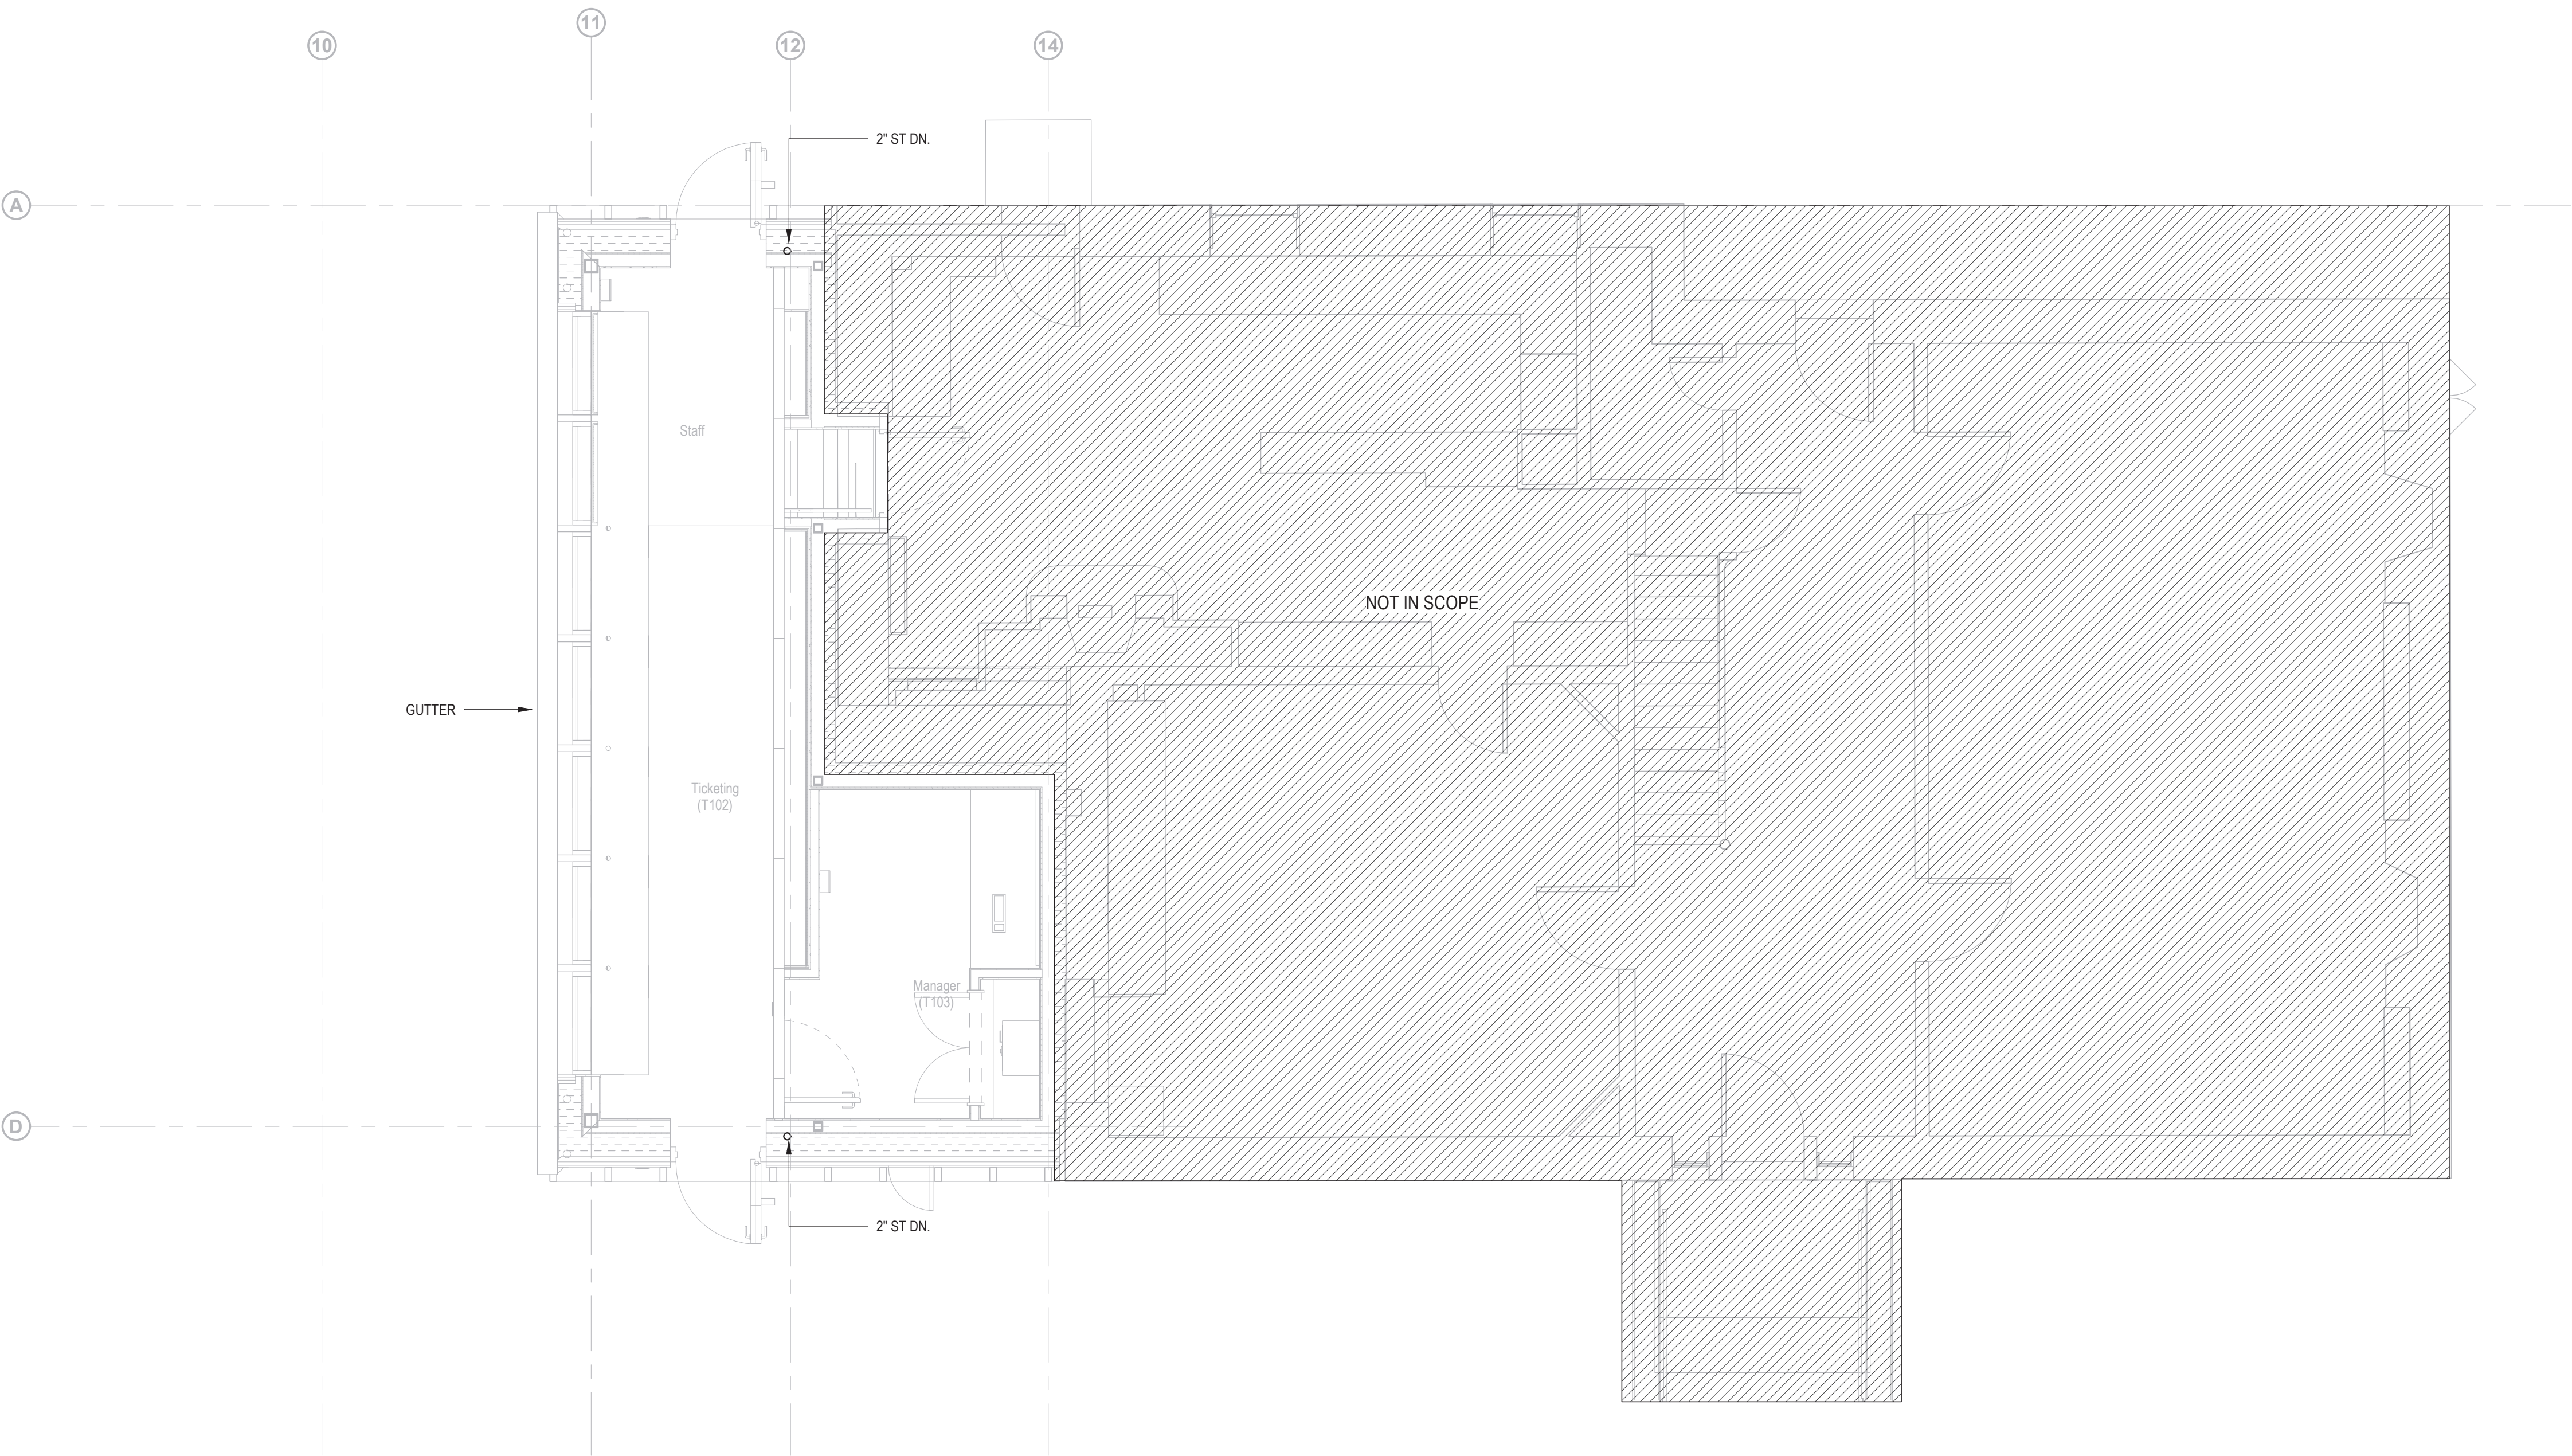 11
10
12
14
2" ST DN.
A
Staff
NOT IN SCOPE
GUTTER
Ticketing
(T102)
Manager
(T103)
D
2" ST DN.